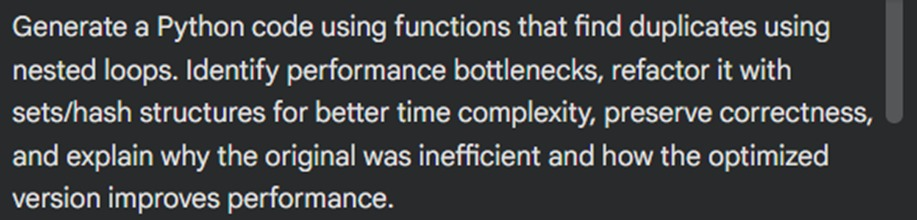 Generate a Python code using functions that find duplicates using
nested loops. Identify performance bottlenecks, refactor it with
sets/hash structures for better time complexity, preserve correctness,
and explain why the original was inefficient and how the optimized
version improves performance.